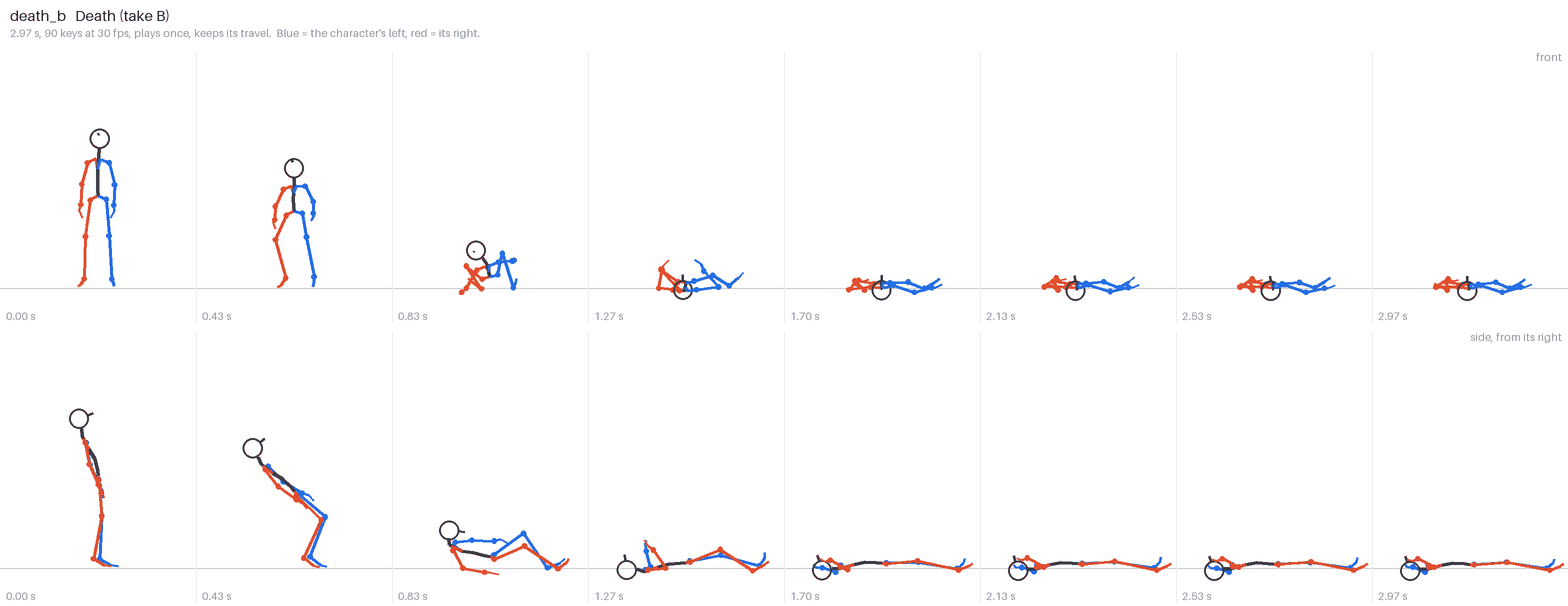 death_b Death (take B)
2.97 s, 90 keys at 30 fps, plays once, keeps its travel. Blue = the character's left, red = its right.
front
0.00 s 0.43 s 0.83 s 1.27 s 1.70 s 2.13 s 2.53 s 2.97 s
side, from its right
0.00 s 0.43 s 0.83 s 1.27 s 1.70 s 2.13 s 2.53 s 2.97 s